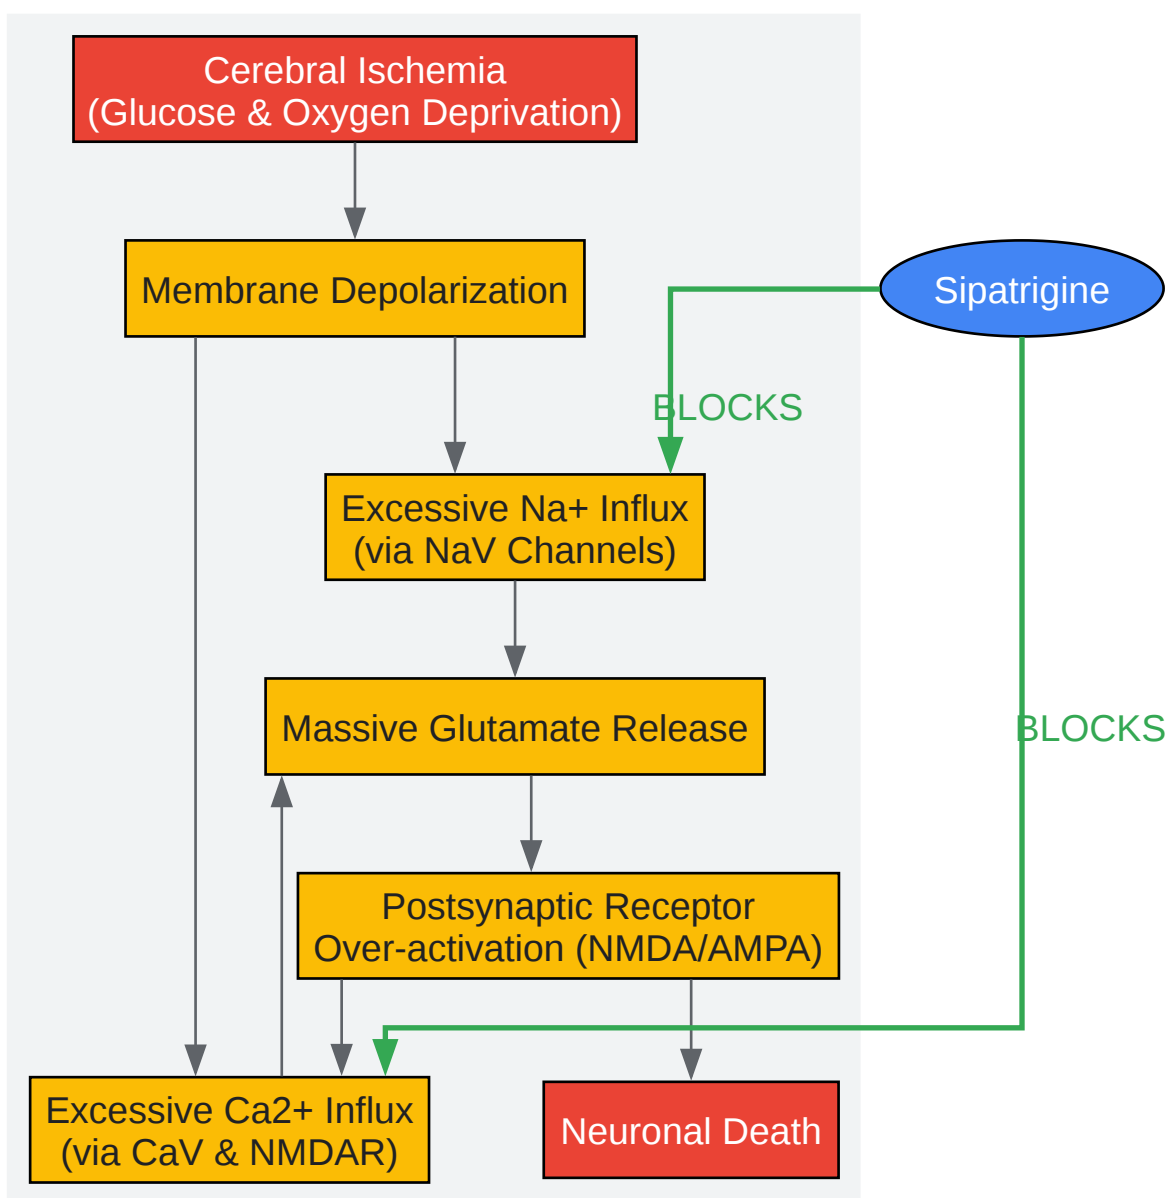 Cerebral Ischemia
(Glucose & Oxygen Deprivation)
Membrane Depolarization
Sipatrigine
BLOCKS
Excessive Na+ Influx
(via NaV Channels)
Massive Glutamate Release
BLOCKS
Postsynaptic Receptor
Over-activation (NMDA/AMPA)
Excessive Ca2+ Influx
(via CaV & NMDAR)
Neuronal Death